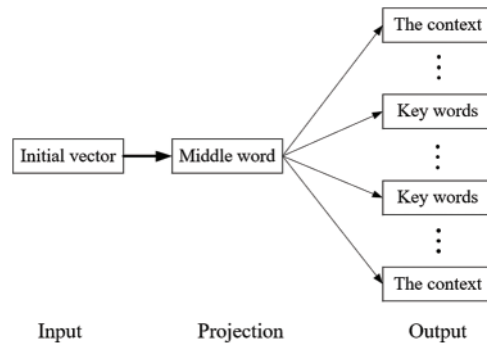 The context
Key words
Initial vector
Middle word
Key words
The context
Input
Projection
Output